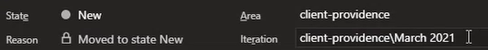 State New Area client-providence
Reason Moved to state New Iteration client-providence\March 2021